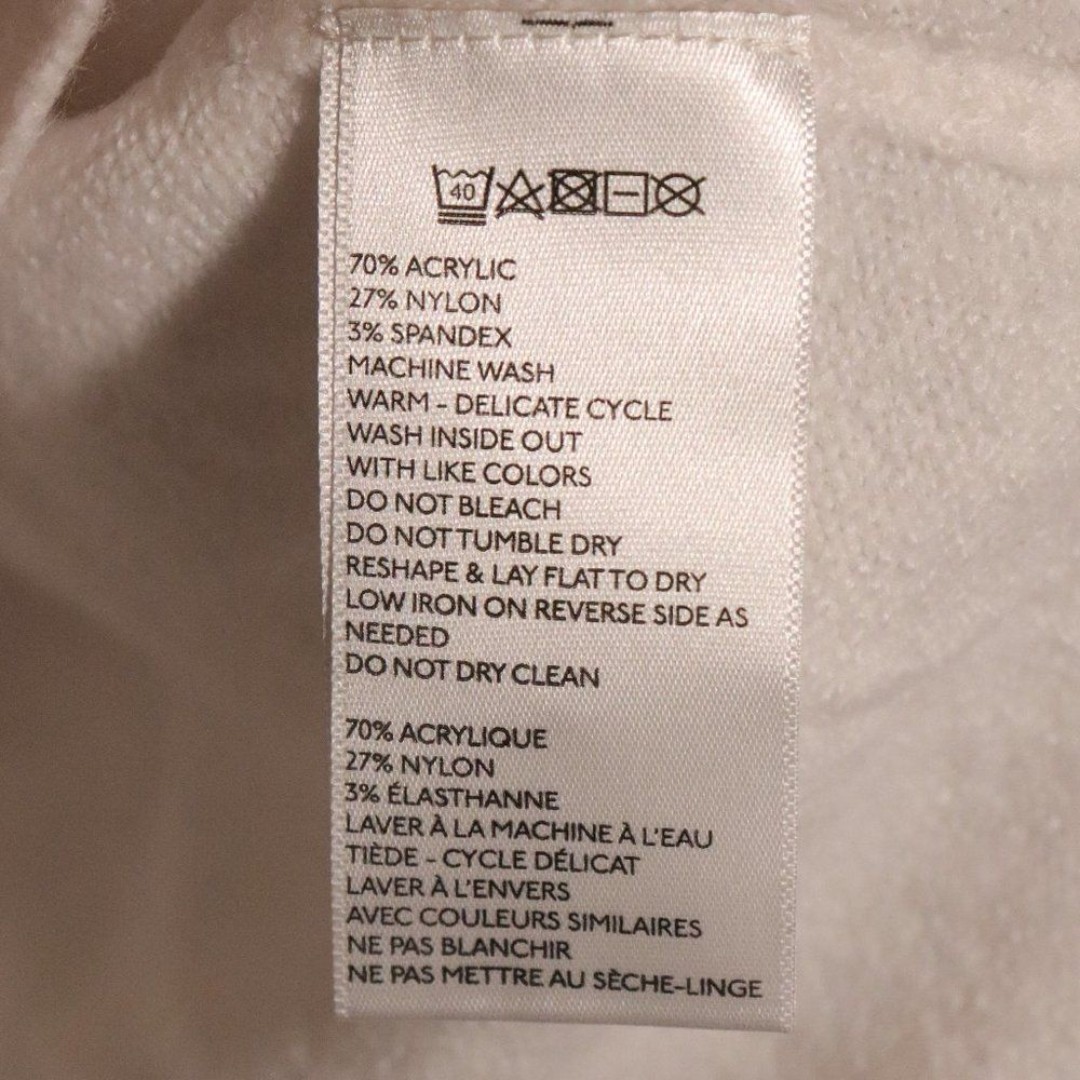 40
70% ACRYLIC
27% NYLON
3% SPANDEX
MACHINE WASH
WARM - DELICATE CYCLE
WASH INSIDE OUT
WITH LIKE COLORS
DO NOT BLEACH
DO NOT TUMBLE DRY
RESHAPE & LAY FLAT TO DRY
LOW IRON ON REVERSE SIDE AS
NEEDED
DO NOT DRY CLEAN
70% ACRYLIQUE
27% NYLON
3% ÉLASTHANNE
LAVER À LA MACHINE À L'EAU
TIÈDE - CYCLE DÉLICAT
LAVER À L'ENVERS
AVEC COULEURS SIMILAIRES
NE PAS BLANCHIR
NE PAS METTRE AU SÈCHE-LINGE